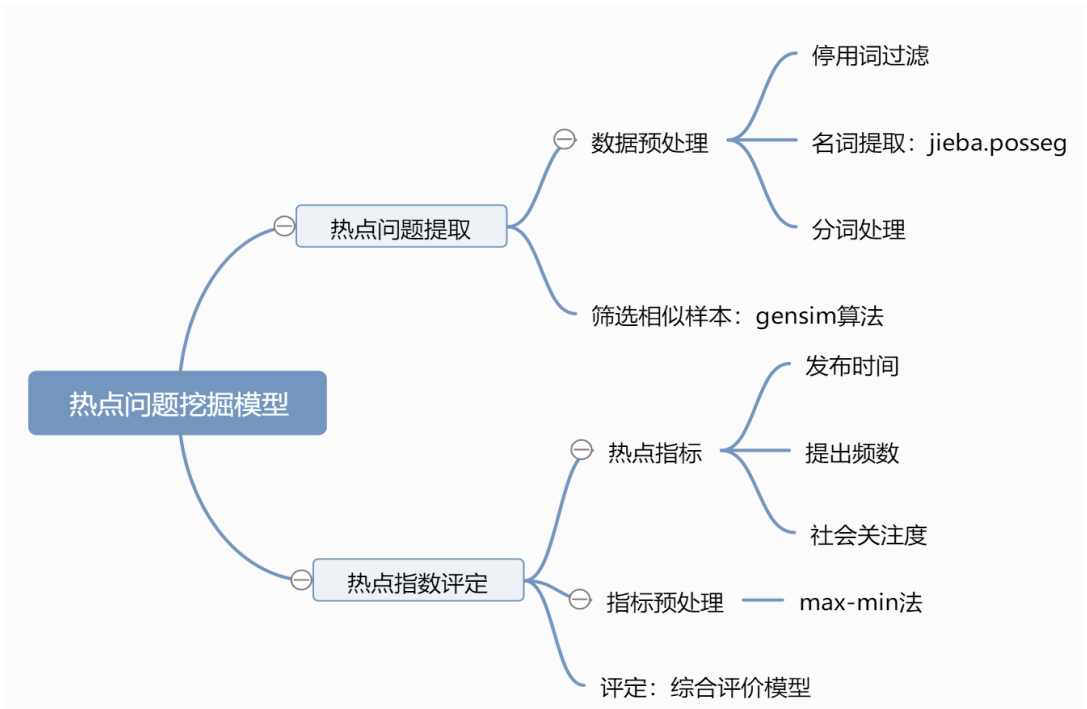 停用词过滤
数据预处理
名词提取：jieba.posseg
热点问题提取
分词处理
筛选相似样本：gensim算法
热点问题挖掘模型
发布时间
热点指标
提出频数
社会关注度
热点指数评定
指标预处理
max-min法
评定：综合评价模型